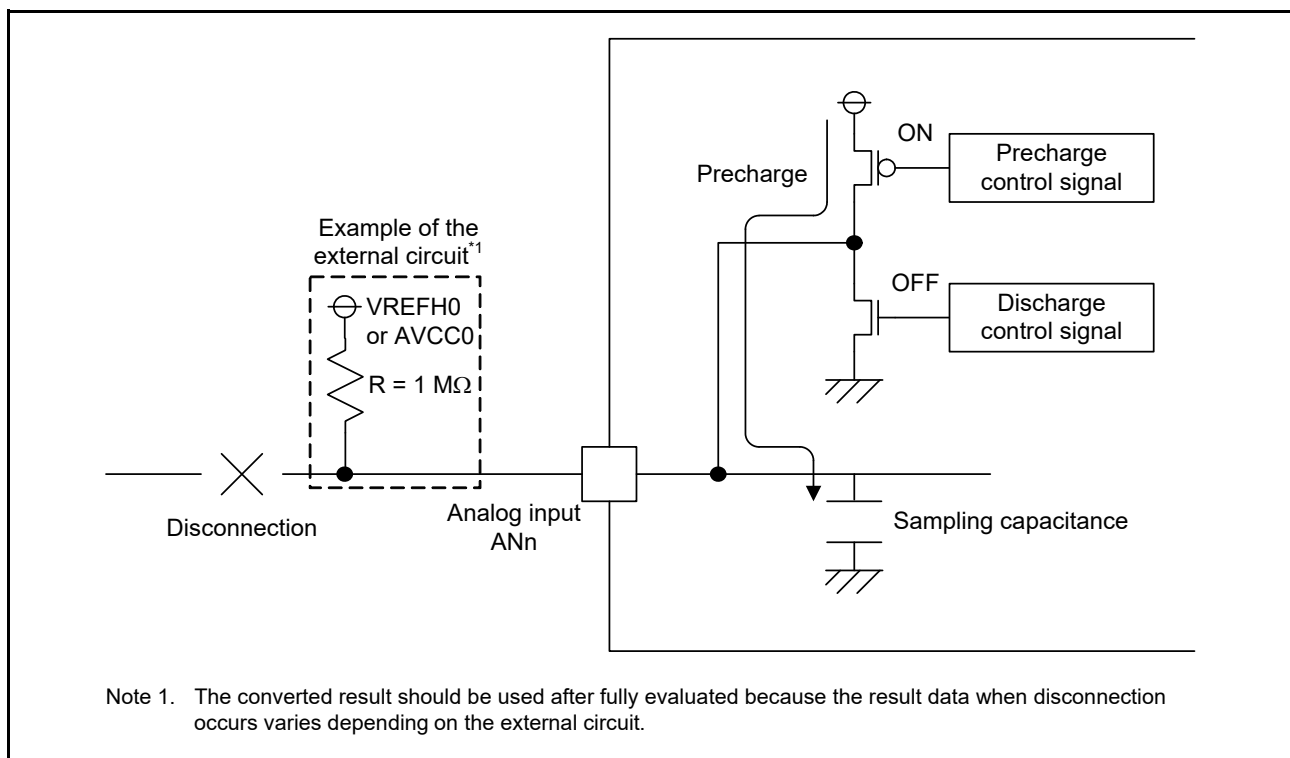 ON
Precharge
control signal
Precharge
Example of the
external circuit*1
OFF
VREFH0
or AVCC0
Discharge
control signal
R = 1 MΩ
Analog input
ANn
Disconnection
Sampling capacitance
Note 1. The converted result should be used after fully evaluated because the result data when disconnection
occurs varies depending on the external circuit.